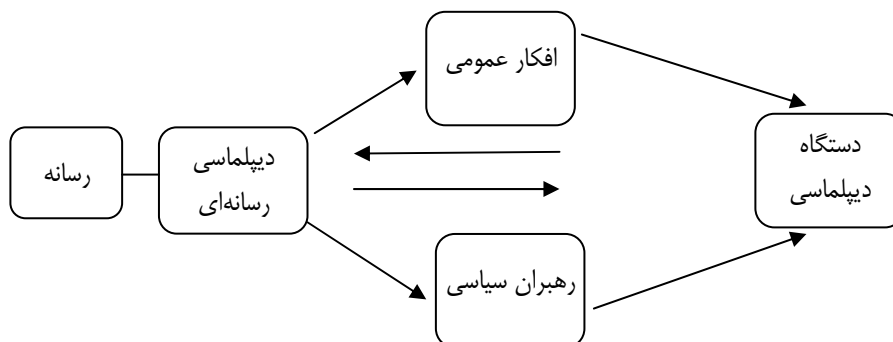 افکار عمومی
دستگاه
دیپلماسی
دیپلماسی
رسانه‌ای
رسانه
رهبران سیاسی